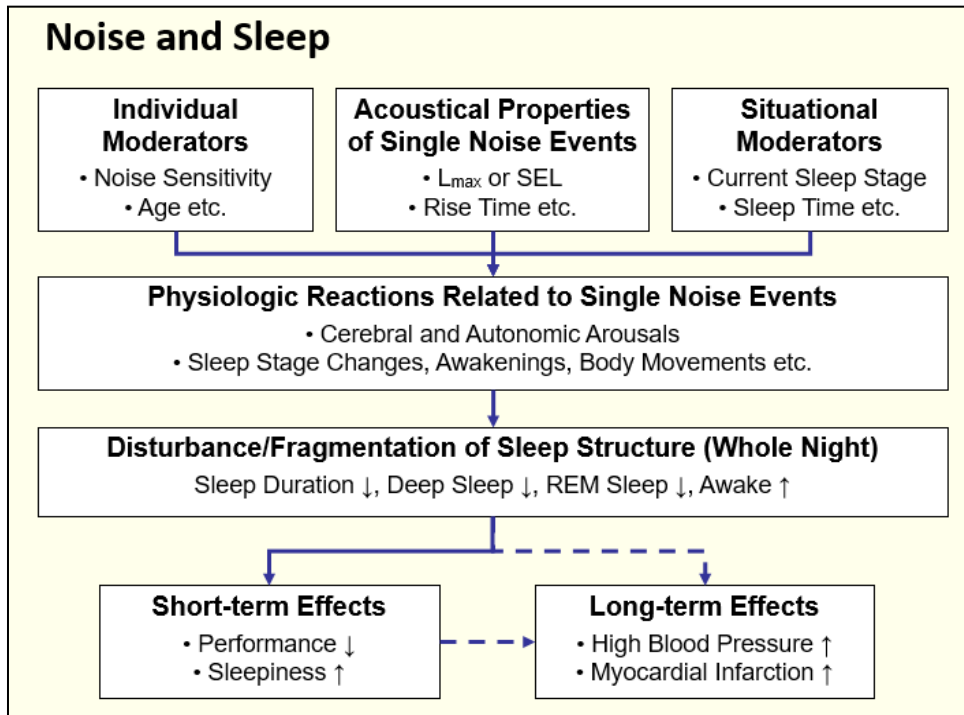 Noise and Sleep
Individual
Moderators
• Noise Sensitivity
• Age etc.
Acoustical Properties
of Single Noise Events
• Lmax or SEL
• Rise Time etc.
Situational
Moderators
• Current Sleep Stage
• Sleep Time etc.
Physiologic Reactions Related to Single Noise Events
• Cerebral and Autonomic Arousals
• Sleep Stage Changes, Awakenings, Body Movements etc.
Disturbance/Fragmentation of Sleep Structure (Whole Night)
Sleep Duration ↓, Deep Sleep ↓, REM Sleep ↓, Awake ↑
Short-term Effects
• Performance ↓
• Sleepiness ↑
Long-term Effects
• High Blood Pressure ↑
• Myocardial Infarction ↑